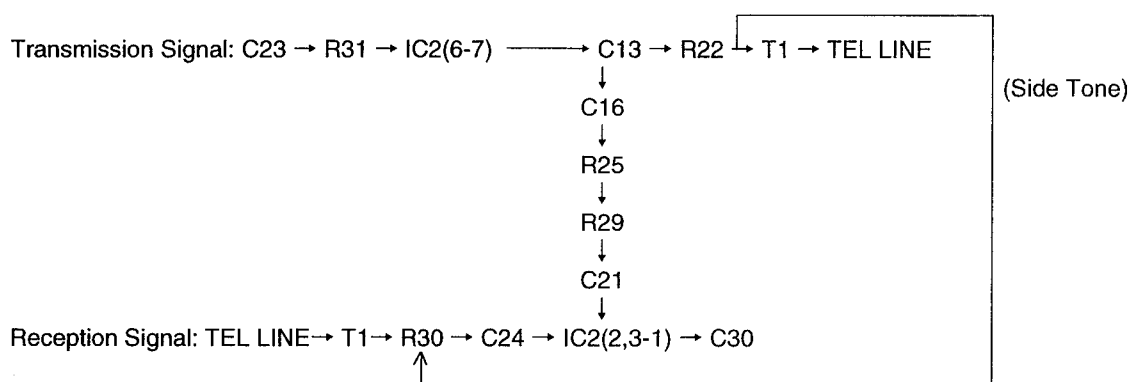 Transmission Signal: C23 → R31 → IC2(6-7) → C13 → R22 → T1 → TEL LINE
(Side Tone)
↓
C16
↓
R25
↓
R29
↓
C21
↓
Reception Signal: TEL LINE → T1 → R30 → C24 → IC2(2,3-1) → C30